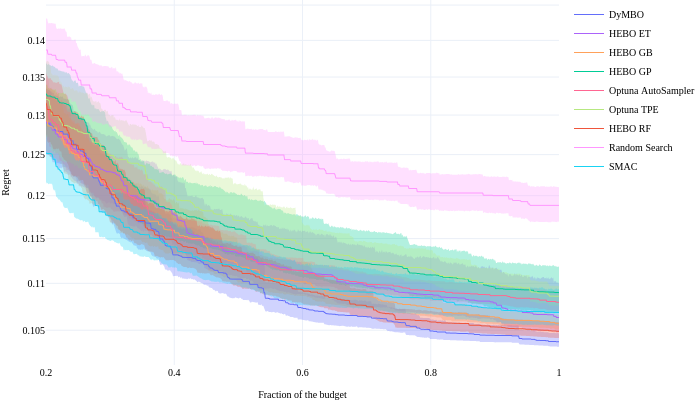 0.14
0.135
0.13
0.125
0.12
0.115
0.11
0.105
Regret
0.2
0.4
0.6
0.8
1
Fraction of the budget
DyMBO
HEBO ET
HEBO GB
HEBO GP
Optuna AutoSampler
Optuna TPE
HEBO RF
Random Search
SMAC